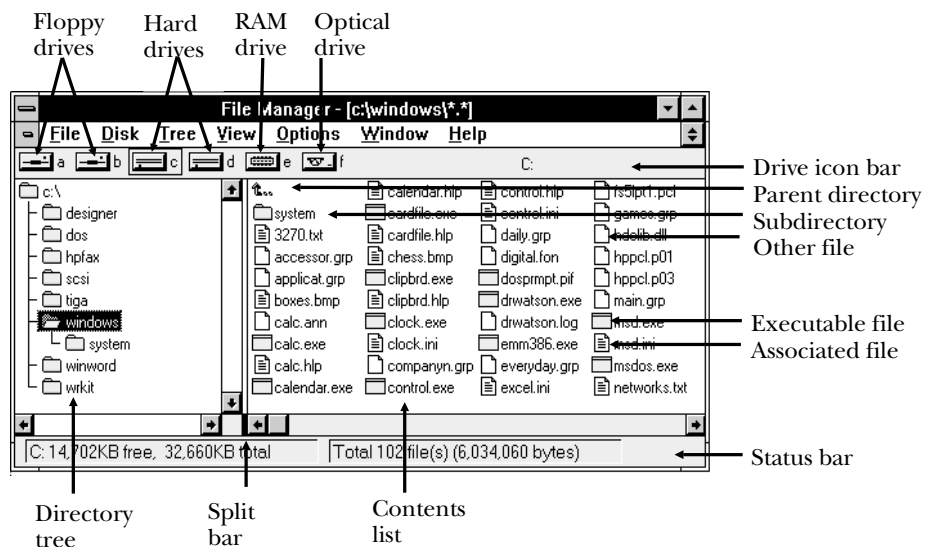 Floppy drives
Hard drives
RAM drive
Optical drive
File Manager - [c:\windows\*.*]
File Disk Tree View Options Window Help
a b c d e f C:
Drive icon bar
Parent directory
Subdirectory
Other file
Executable file
Associated file
c:\
designer
dos
hpfax
scsi
tiga
windows
system
winword
wrkit
..
system
3270.txt
accessor.grp
applicat.grp
boxes.bmp
calc.ann
calc.exe
calc.hlp
calendar.exe
calendar.hlp
cardfile.exe
cardfile.hlp
chess.bmp
clipbrd.exe
clipbrd.hlp
clock.exe
clock.ini
companyn.grp
control.exe
control.hlp
control.ini
daily.grp
digital.fon
dosprmpt.pif
drwatson.exe
drwatson.log
emm386.exe
everyday.grp
excel.ini
fs5lpt1.pcl
games.grp
hdelib.dll
hppcl.p01
hppcl.p03
main.grp
msd.exe
msd.ini
msdos.exe
networks.txt
C: 14,702KB free, 32,660KB total
Total 102 file(s) (6,034,060 bytes)
Status bar
Directory tree
Split bar
Contents list